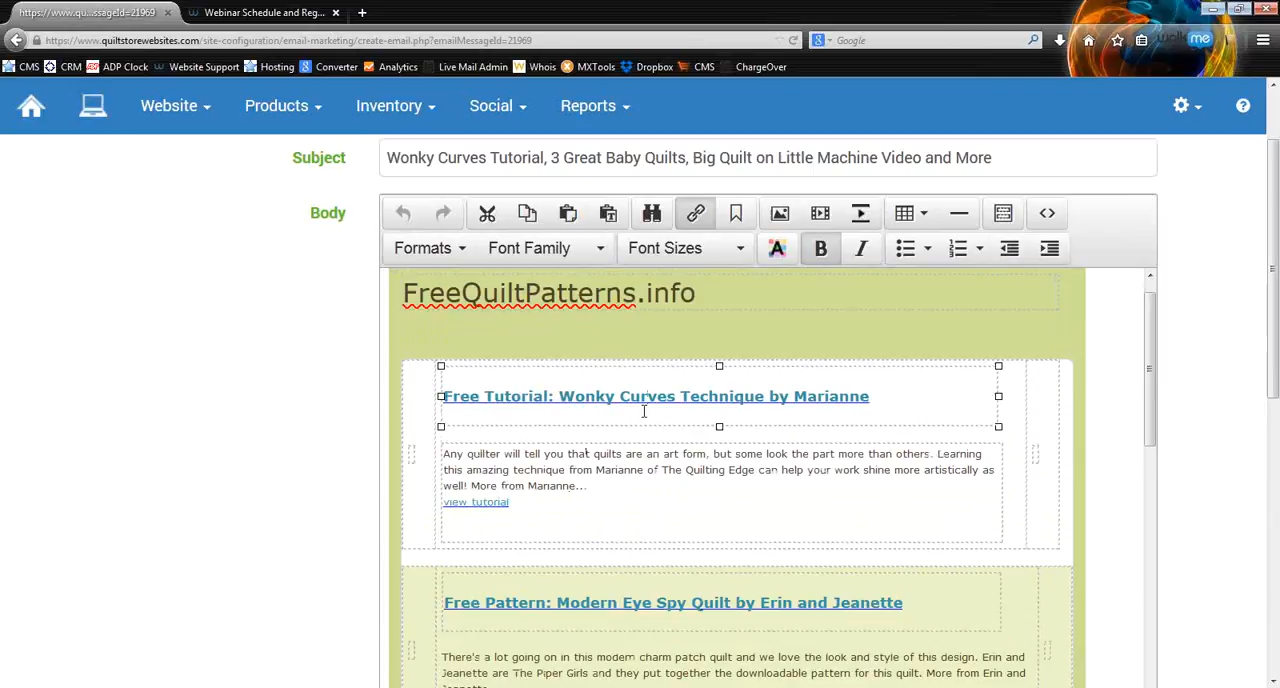 https://www.qu...ssageId=21969
Webinar Schedule and Reg...
https://www.quiltstorewebsites.com/site-configuration/email-marketing/create-email.php?emailMessageId=21969
Google
walk me
CMS CRM ADP Clock Website Support Hosting Converter Analytics Live Mail Admin Whois MXTools Dropbox CMS ChargeOver
Website Products Inventory Social Reports
Subject Wonky Curves Tutorial, 3 Great Baby Quilts, Big Quilt on Little Machine Video and More
Body
Formats Font Family Font Sizes A B I
FreeQuiltPatterns.info
Free Tutorial: Wonky Curves Technique by Marianne
Any quilter will tell you that quilts are an art form, but some look the part more than others. Learning
this amazing technique from Marianne of The Quilting Edge can help your work shine more artistically as
well! More from Marianne...
view tutorial
Free Pattern: Modern Eye Spy Quilt by Erin and Jeanette
There's a lot going on in this modern charm patch quilt and we love the look and style of this design. Erin and
Jeanette are The Piper Girls and they put together the downloadable pattern for this quilt. More from Erin and
Jeanette...